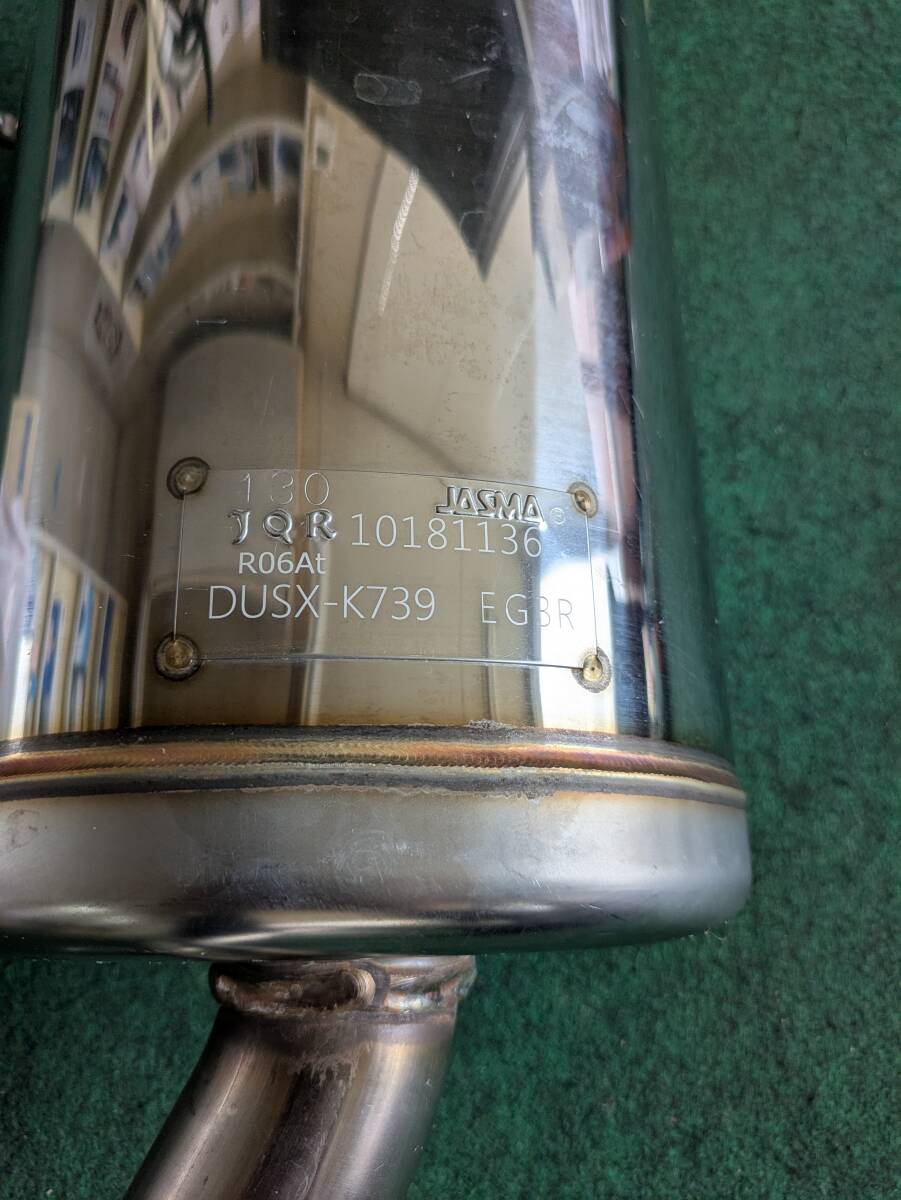 130 JASMA ®
JQR 10181136
R06At
DUSX-K739 EG3R